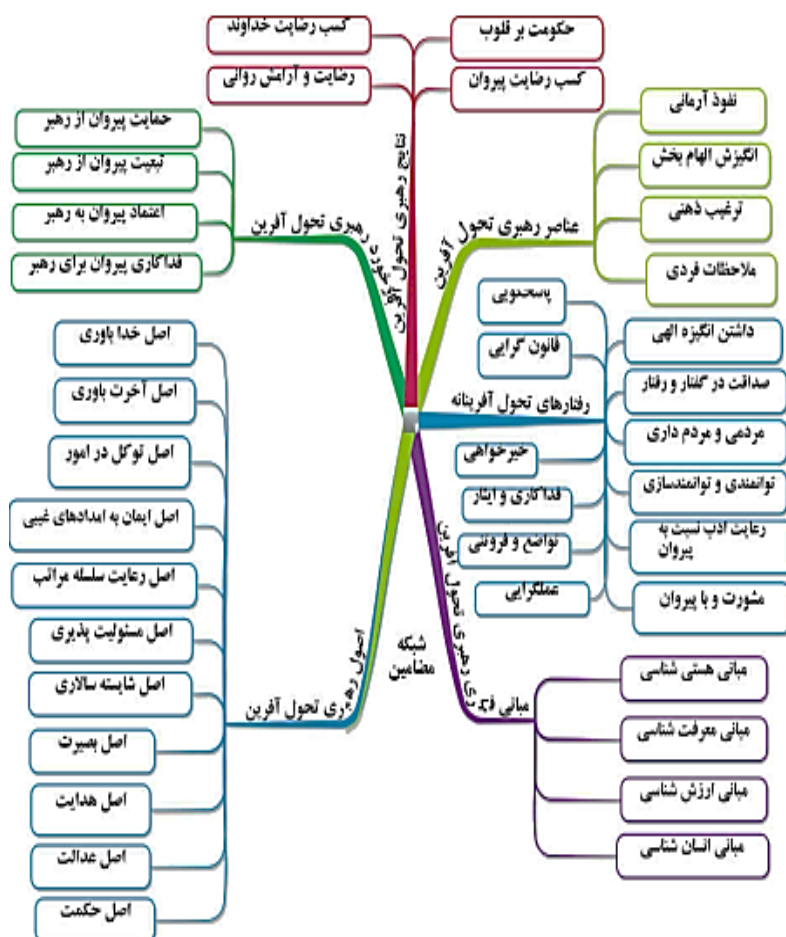 نتایج رهبری تحول آفرین
حکومت بر قلوب
کسب رضایت پیروان
کسب رضایت خداوند
رضایت و آرامش روانی
عناصر رهبری تحول آفرین
نفوذ آرمانی
انگیزش الهام بخش
ترغیب ذهنی
ملاحظات فردی
رهبری تحول آفرین
حمایت پیروان از رهبر
تبعیت پیروان از رهبر
اعتماد پیروان به رهبر
فداکاری پیروان برای رهبر
رفتارهای تحول آفرینانه
داشتن انگیزه الهی
صداقت در گفتار و رفتار
مردمی و مردم داری
توانمندی و توانمندسازی
رعایت ادب نسبت به
پیروان
مشورت و با پیروان
پاسخگویی
قانون گرایی
خیرخواهی
فداکاری و ایثار
تواضع و فروتنی
عملگرایی
مبانی رهبری تحول آفرین
مبانی هستی شناسی
مبانی معرفت شناسی
مبانی ارزش شناسی
مبانی انسان شناسی
شبکه
مضامین
اصول رهبری تحول آفرین
اصل خدا باوری
اصل آخرت باوری
اصل توکل در امور
اصل ایمان به امدادهای غیبی
اصل رعایت سلسله مراتب
اصل مسئولیت پذیری
اصل شایسته سالاری
اصل بصیرت
اصل هدایت
اصل عدالت
اصل حکمت